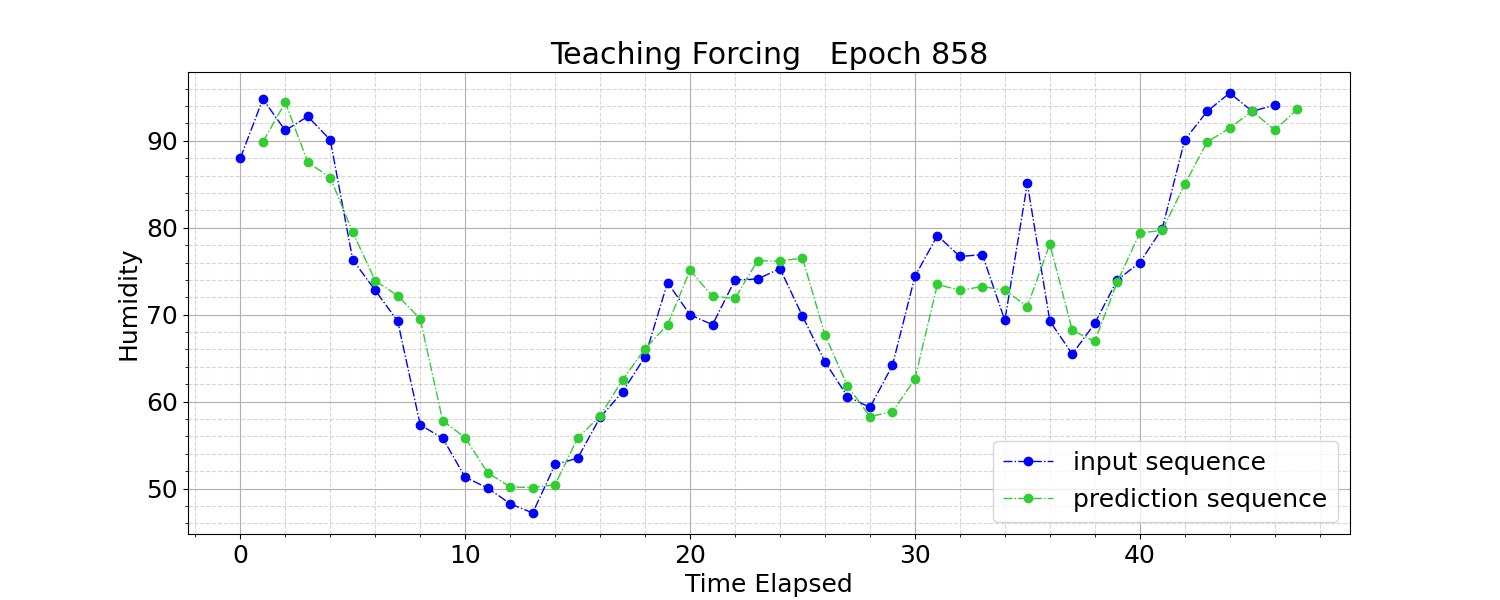 Teaching Forcing   Epoch 858
Humidity
90
80
70
60
50
0 10 20 30 40
Time Elapsed
input sequence
prediction sequence